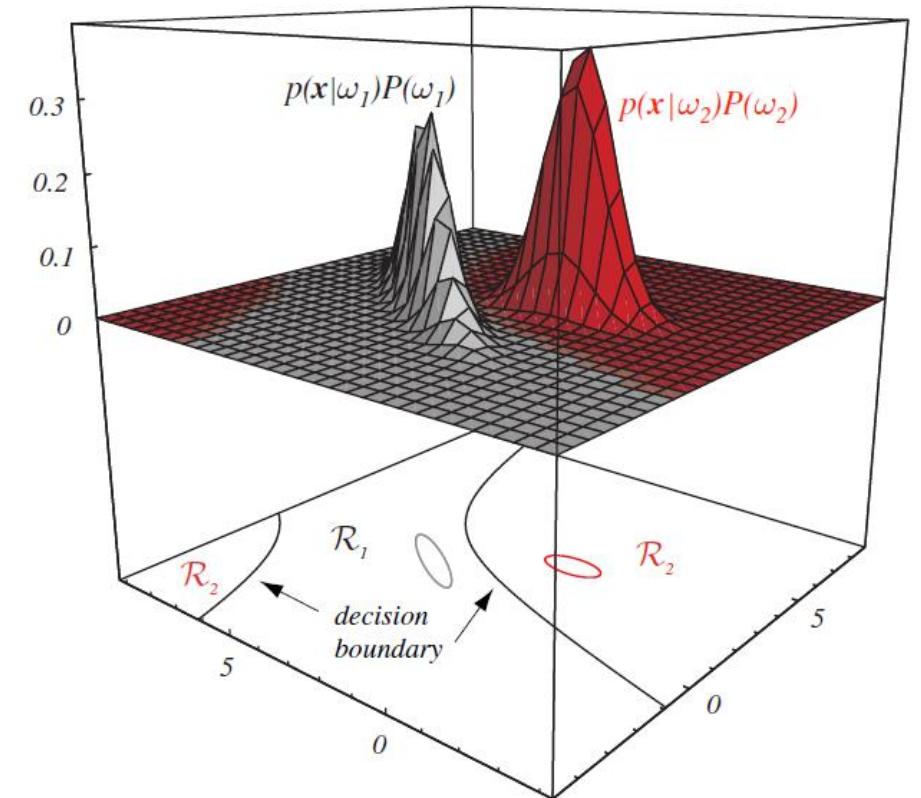 0.3
0.2
0.1
0
p(x|ω₁)P(ω₁)
p(x|ω₂)P(ω₂)
R₂
R₁
R₂
decision
boundary
5
0
0
5